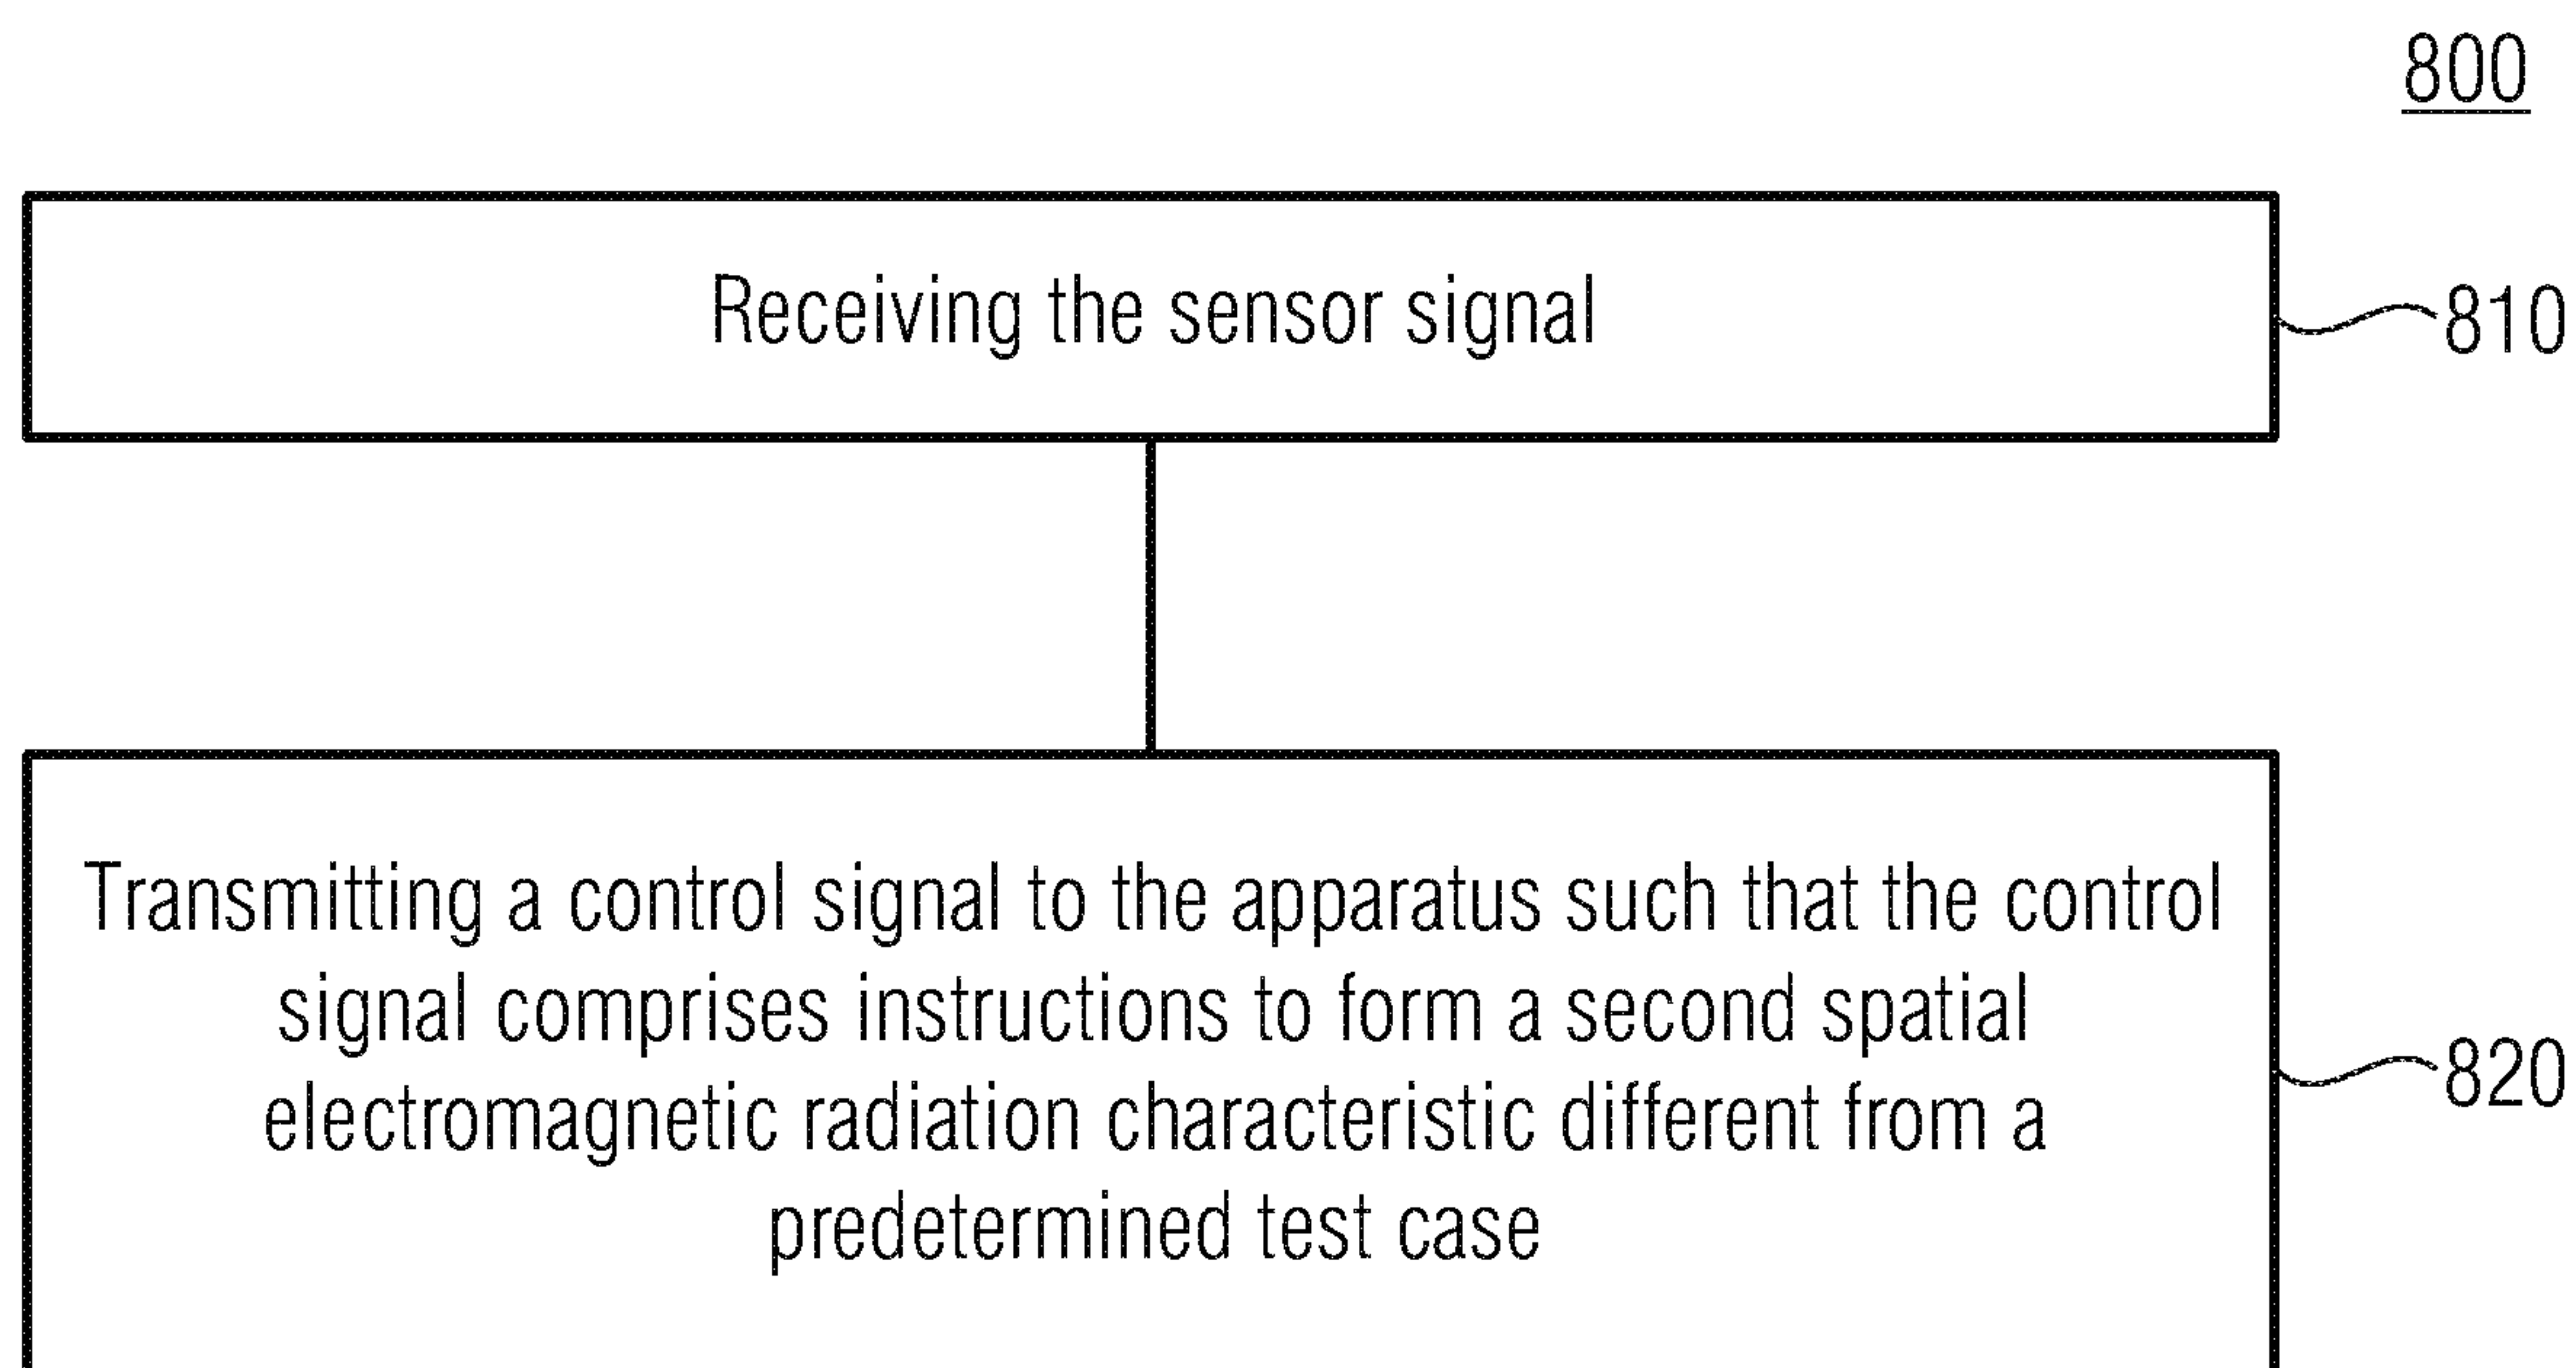 800
Receiving the sensor signal
810
Transmitting a control signal to the apparatus such that the control
signal comprises instructions to form a second spatial
electromagnetic radiation characteristic different from a
predetermined test case
820